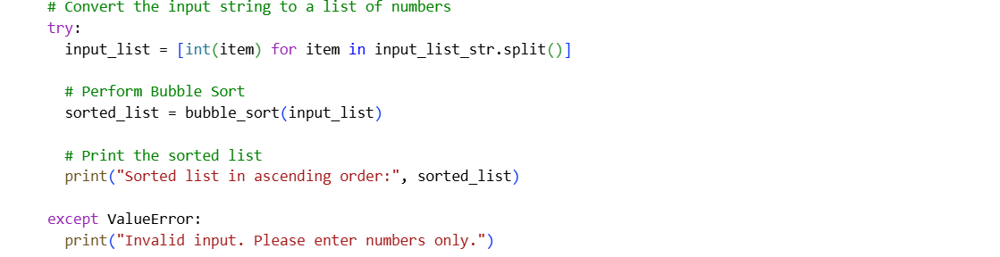 # Convert the input string to a list of numbers
try:
  input_list = [int(item) for item in input_list_str.split()]

  # Perform Bubble Sort
  sorted_list = bubble_sort(input_list)

  # Print the sorted list
  print("Sorted list in ascending order:", sorted_list)

except ValueError:
  print("Invalid input. Please enter numbers only.")